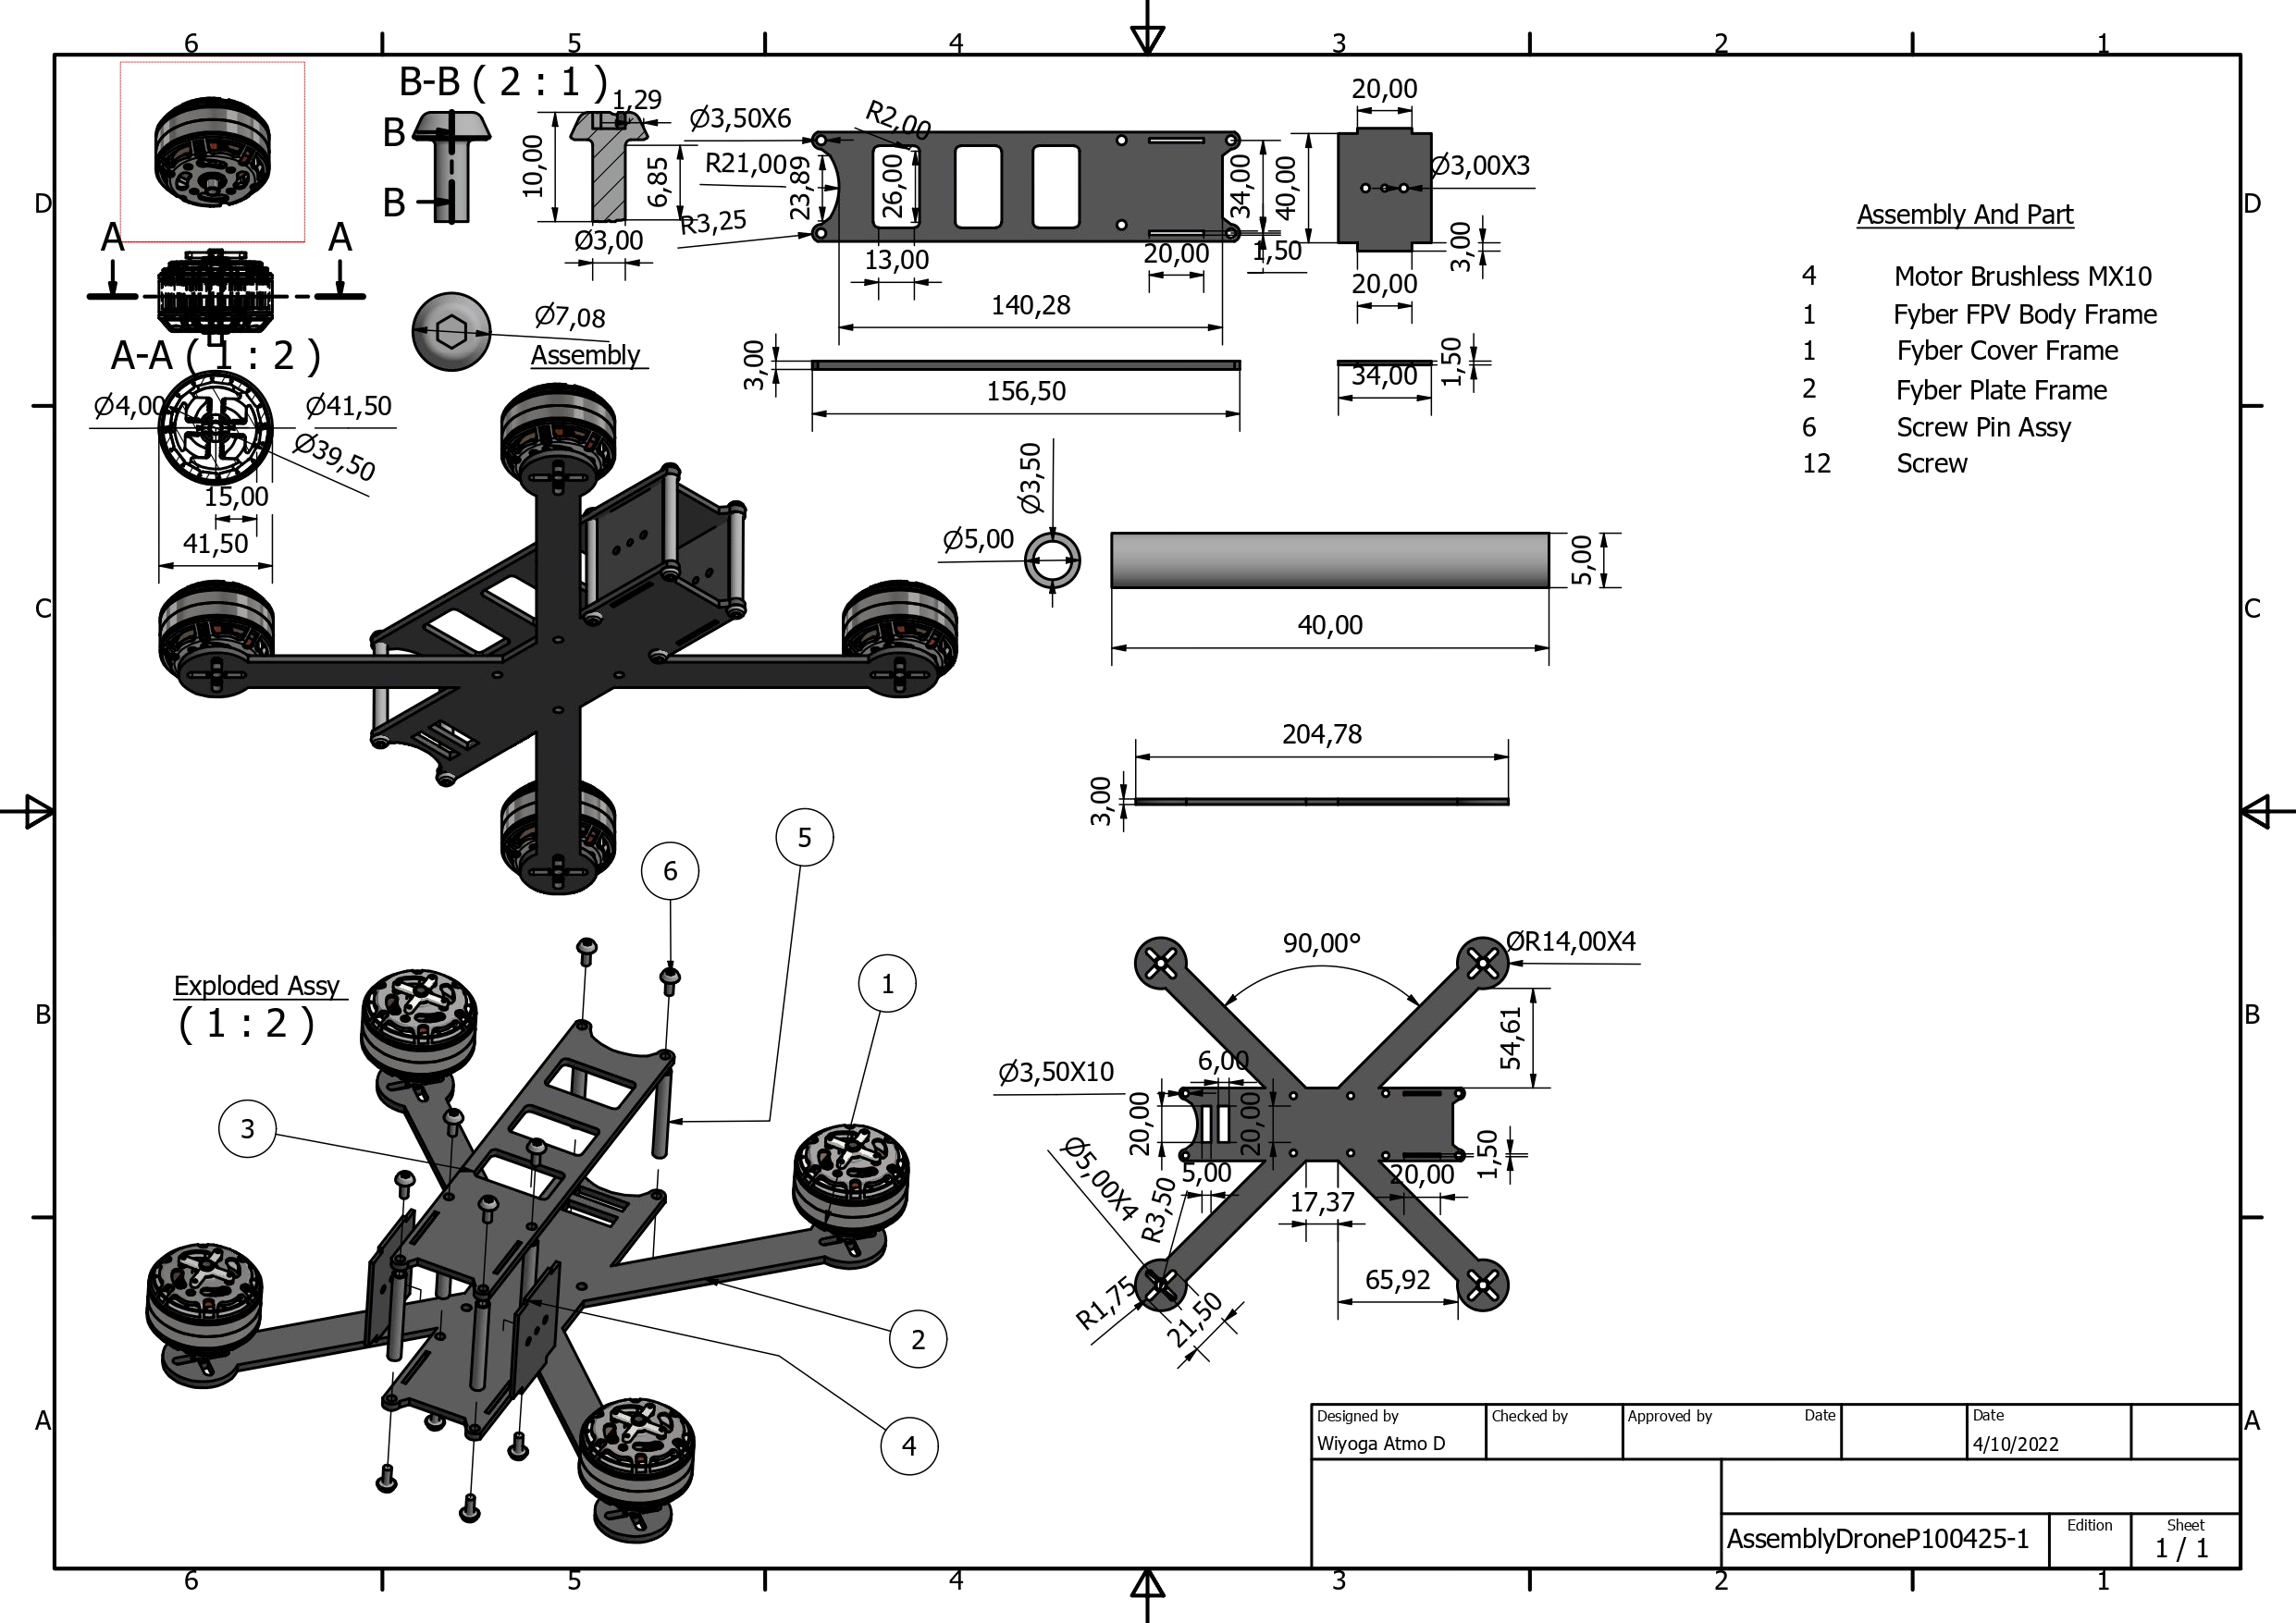 6 5 4 3 2 1
D
C
B
A
D
C
B
A
6 5 4 3 2 1
B-B ( 2 : 1 )
B
B
A
A
A-A ( 1 : 2 )
Ø4,00
Ø41,50
Ø39,50
15,00
41,50
1,29
10,00
6,85
Ø3,00
Ø7,08
Assembly
Ø3,50X6
R2,00
R21,00
23,89
26,00
R3,25
13,00
34,00
40,00
20,00
1,50
140,28
3,00
156,50
20,00
Ø3,00X3
3,00
20,00
34,00
1,50
Assembly And Part
4 Motor Brushless MX10
1 Fyber FPV Body Frame
1 Fyber Cover Frame
2 Fyber Plate Frame
6 Screw Pin Assy
12 Screw
Ø3,50
Ø5,00
5,00
40,00
204,78
3,00
Exploded Assy
( 1 : 2 )
5
6
1
3
2
4
90,00°
ØR14,00X4
54,61
Ø3,50X10
6,00
20,00
20,00
5,00
Ø5,00X4
R3,50
R1,75
21,50
17,37
20,00
1,50
65,92
Designed by
Wiyoga Atmo D
Checked by
Approved by
Date
Date
4/10/2022
AssemblyDroneP100425-1
Edition
Sheet
1 / 1